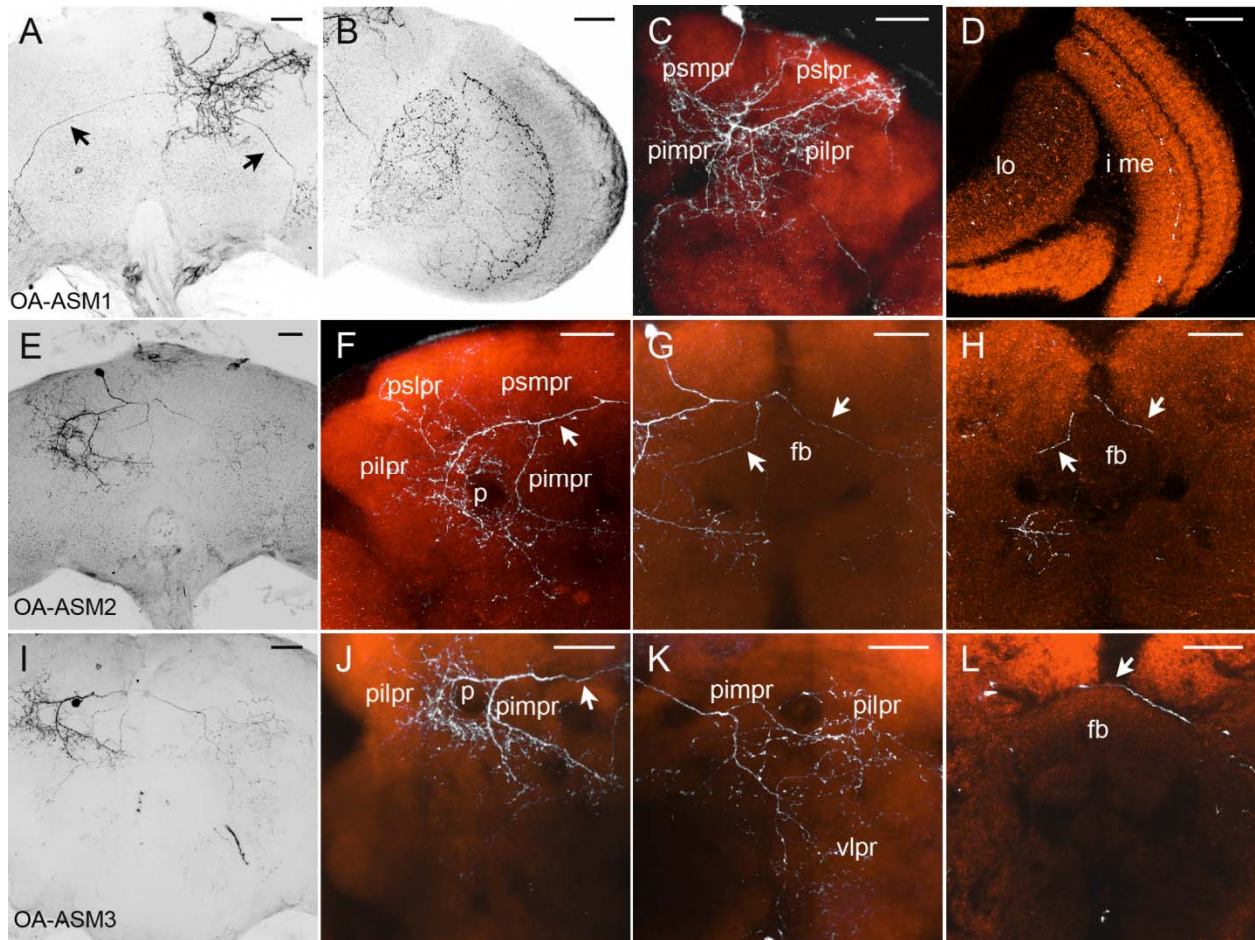 A
B
C
psmpr
pslpr
pimpr
pilpr
D
lo
i me
OA-ASM1
E
F
pslpr
psmpr
pilpr
p
pimpr
G
fb
H
fb
OA-ASM2
I
J
pilpr
p
pimpr
K
pimpr
pilpr
vlpr
L
fb
OA-ASM3